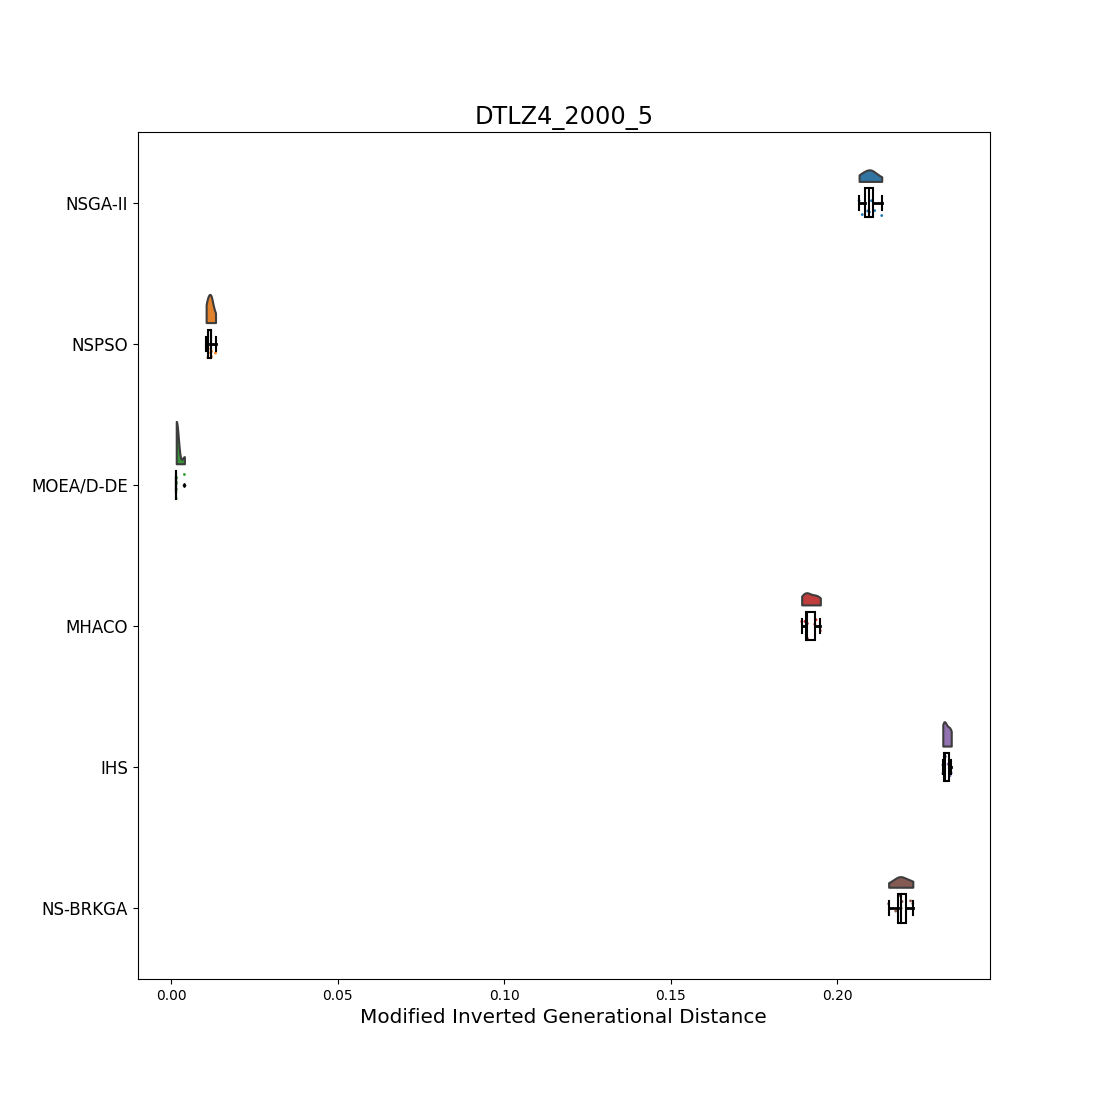 DTLZ4_2000_5
NSGA-II
NSPSO
MOEA/D-DE
MHACO
IHS
NS-BRKGA
0.00 0.05 0.10 0.15 0.20
Modified Inverted Generational Distance